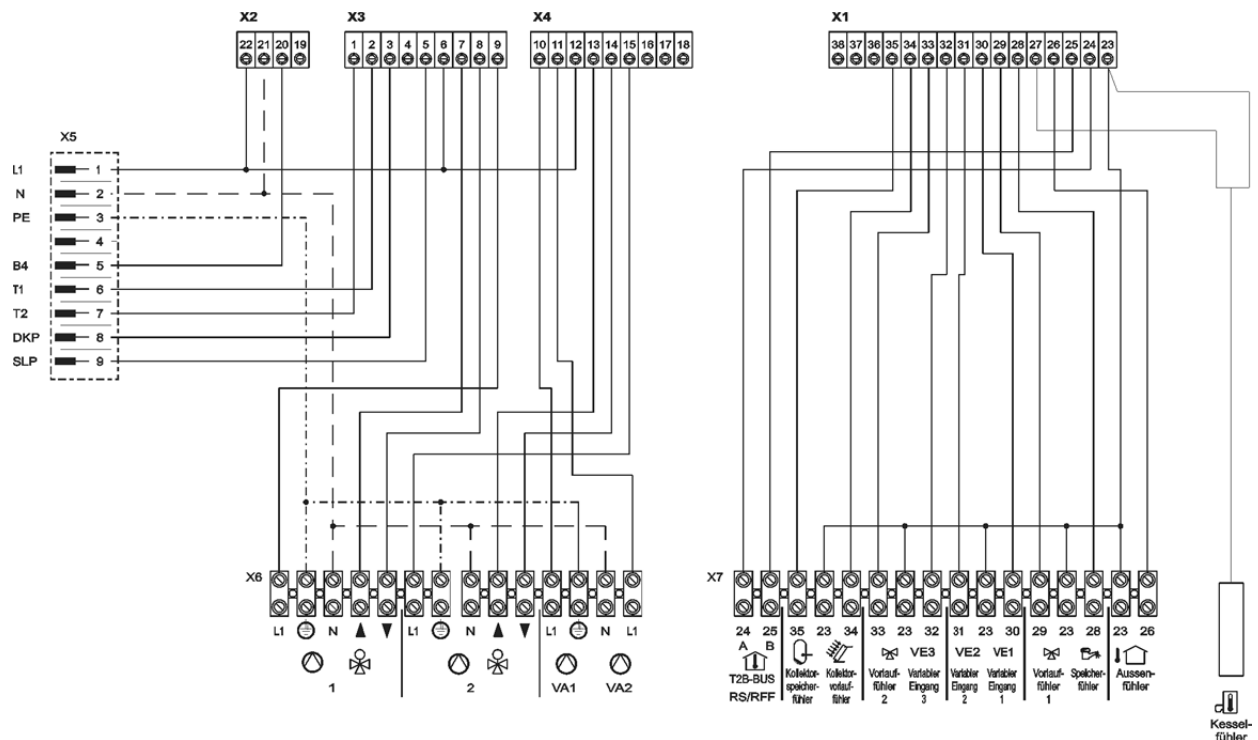 X2 X3 X4 X1
22 21 20 19 1 2 3 4 5 6 7 8 9 10 11 12 13 14 15 16 17 18 38 37 36 35 34 33 32 31 30 29 28 27 26 25 24 23
X5
L1 1
N 2
PE 3
4
B4 5
T1 6
T2 7
DKP 8
SLP 9
X6 X7
L1 N L1 N L1 N L1 24 25 35 23 34 33 23 32 31 23 30 29 23 28 23 26
A B VE3 VE2 VE1
1 2 VA1 VA2
T2B-BUS
RS/RFF
Kollektor-
speicher-
fühler
Kollektor-
vorlauf-
fühler
Vorlauf-
fühler
2
Variabler
Eingang
3
Variabler
Eingang
2
Variabler
Eingang
1
Vorlauf-
fühler
1
Speicher-
fühler
Aussen-
fühler
Kessel-
fühler